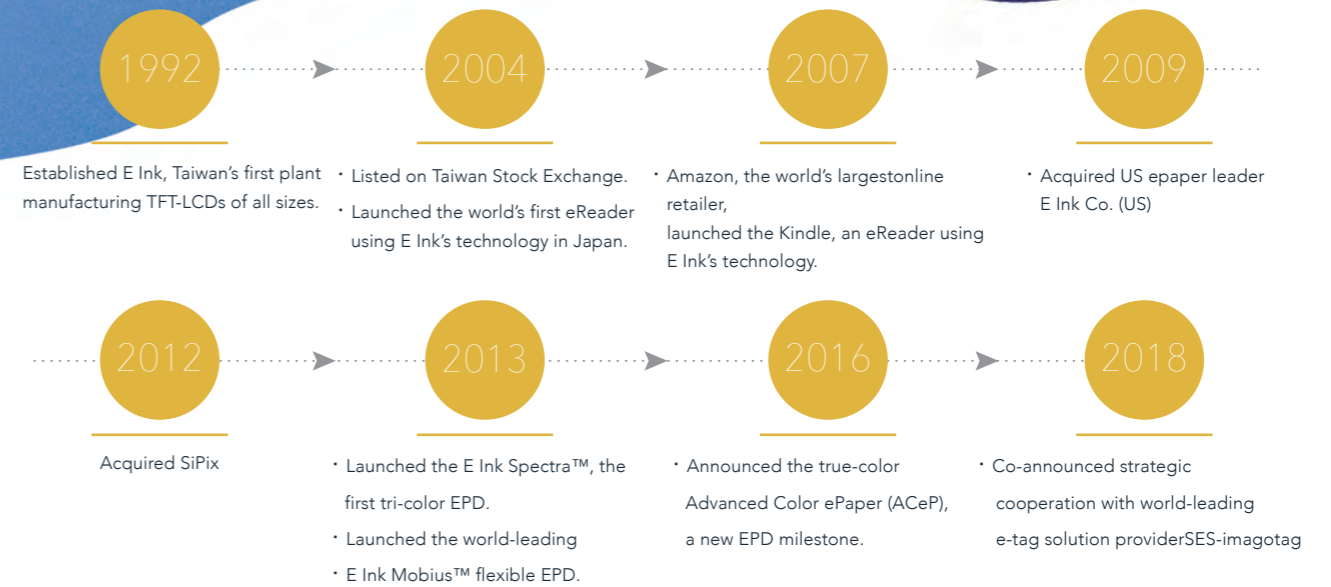 1992
Established E Ink, Taiwan's first plant
manufacturing TFT-LCDs of all sizes.
2004
· Listed on Taiwan Stock Exchange.
· Launched the world's first eReader
using E Ink's technology in Japan.
2007
· Amazon, the world's largestonline
retailer,
launched the Kindle, an eReader using
E Ink's technology.
2009
· Acquired US epaper leader
E Ink Co. (US)
2012
Acquired SiPix
2013
· Launched the E Ink Spectra™, the
first tri-color EPD.
· Launched the world-leading
· E Ink Mobius™ flexible EPD.
2016
· Announced the true-color
Advanced Color ePaper (ACeP),
a new EPD milestone.
2018
· Co-announced strategic
cooperation with world-leading
e-tag solution providerSES-imagotag